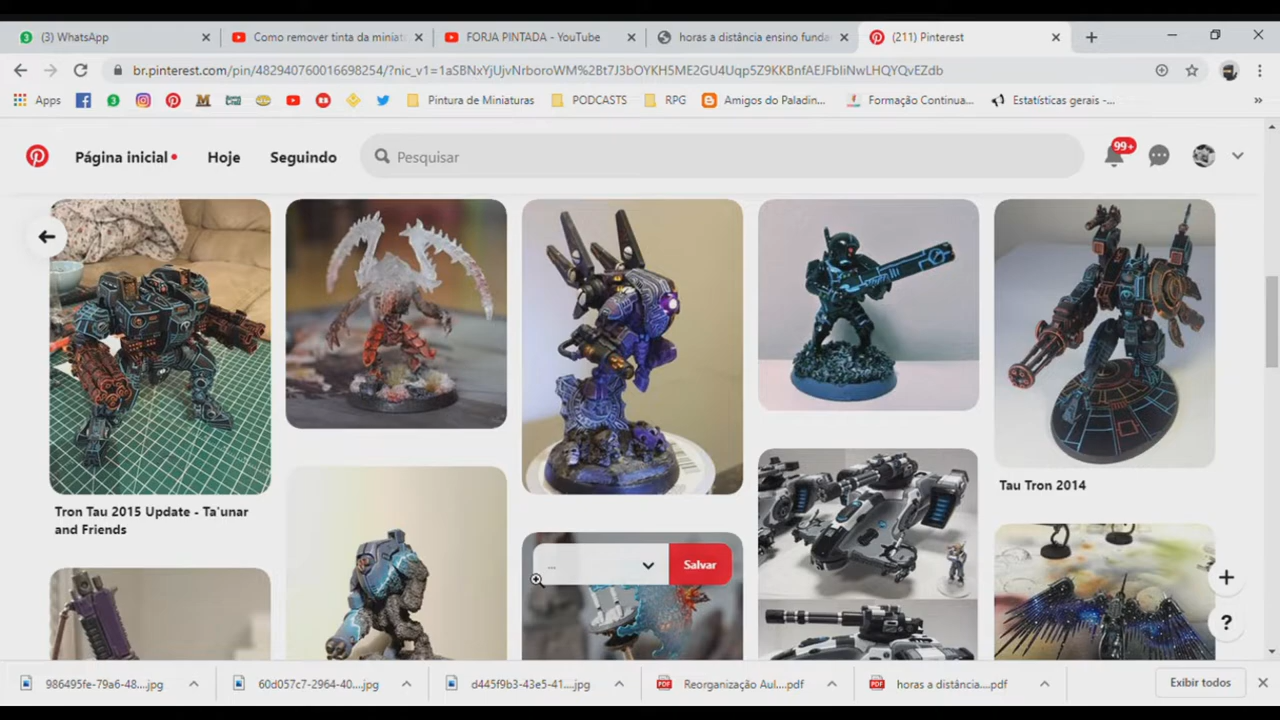 (3) WhatsApp
Como remover tinta da miniat
FORJA PINTADA - YouTube
horas a distância ensino funda
(211) Pinterest
br.pinterest.com/pin/482940760016698254/?nic_v1=1aSBNxYjUjvNrboroWM%2Bt7J3bOYKH5ME2GU4Uqp5Z9KKBnfAEJFbIiNwLHQYQvEZdb
Apps
Pintura de Miniaturas
PODCASTS
RPG
Amigos do Paladin...
Formação Continua...
Estatísticas gerais -...
Página inicial
Hoje
Seguindo
Pesquisar
99+
Tron Tau 2015 Update - Ta'unar
and Friends
Tau Tron 2014
...
Salvar
986495fe-79a6-48....jpg
60d057c7-2964-40....jpg
d445f9b3-43e5-41....jpg
Reorganização Aul....pdf
horas a distância....pdf
Exibir todos